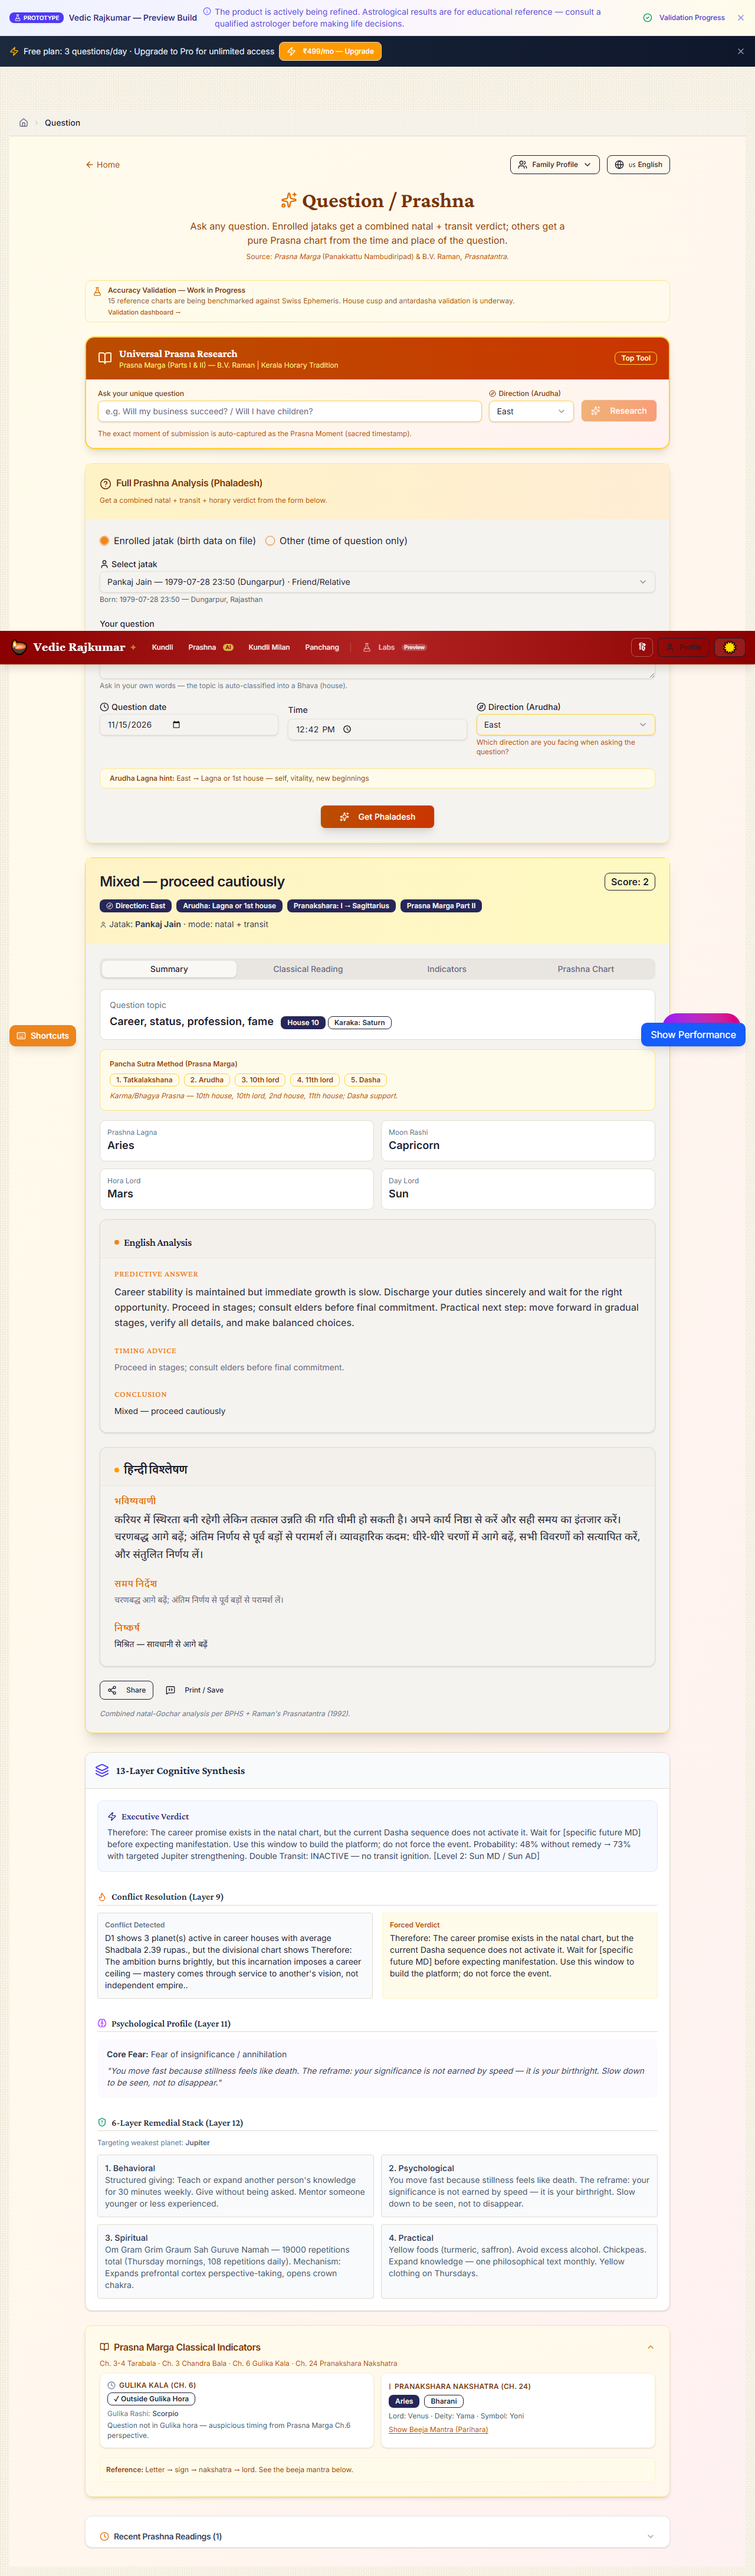 PROTOTYPE
Vedic Rajkumar — Preview Build
The product is actively being refined. Astrological results are for educational reference — consult a
qualified astrologer before making life decisions.
Validation Progress
Free plan: 3 questions/day · Upgrade to Pro for unlimited access
₹499/mo — Upgrade
Question
Home
Family Profile
us English
Question / Prashna
Ask any question. Enrolled jataks get a combined natal + transit verdict; others get a
pure Prasna chart from the time and place of the question.
Source: Prasna Marga (Panakkattu Nambudiripad) & B.V. Raman, Prasnatantra.
Accuracy Validation — Work in Progress
15 reference charts are being benchmarked against Swiss Ephemeris. House cusp and antardasha validation is underway.
Validation dashboard →
Universal Prasna Research
Prasna Marga (Parts I & II) — B.V. Raman | Kerala Horary Tradition
Top Tool
Ask your unique question
Direction (Arudha)
e.g. Will my business succeed? / Will I have children?
East
Research
The exact moment of submission is auto-captured as the Prasna Moment (sacred timestamp).
Full Prashna Analysis (Phaladesh)
Get a combined natal + transit + horary verdict from the form below.
Enrolled jatak (birth data on file)
Other (time of question only)
Select jatak
Pankaj Jain — 1979-07-28 23:50 (Dungarpur) · Friend/Relative
Born: 1979-07-28 23:50 — Dungarpur, Rajasthan
Your question
Vedic Rajkumar
Kundli
Prashna
AI
Kundli Milan
Panchang
Labs
Preview
हि
Profile
Ask in your own words — the topic is auto-classified into a Bhava (house).
Question date
Time
Direction (Arudha)
11/15/2026
12:42 PM
East
Which direction are you facing when asking the
question?
Arudha Lagna hint: East → Lagna or 1st house — self, vitality, new beginnings
Get Phaladesh
Mixed — proceed cautiously
Score: 2
Direction: East
Arudha: Lagna or 1st house
Pranakshara: I → Sagittarius
Prasna Marga Part II
Jatak: Pankaj Jain · mode: natal + transit
Summary
Classical Reading
Indicators
Prashna Chart
Question topic
Career, status, profession, fame
House 10
Karaka: Saturn
Shortcuts
Show Performance
Pancha Sutra Method (Prasna Marga)
1. Tatkalakshana
2. Arudha
3. 10th lord
4. 11th lord
5. Dasha
Karma/Bhagya Prasna — 10th house, 10th lord, 2nd house, 11th house; Dasha support.
Prashna Lagna
Aries
Moon Rashi
Capricorn
Hora Lord
Mars
Day Lord
Sun
English Analysis
PREDICTIVE ANSWER
Career stability is maintained but immediate growth is slow. Discharge your duties sincerely and wait for the right
opportunity. Proceed in stages; consult elders before final commitment. Practical next step: move forward in gradual
stages, verify all details, and make balanced choices.
TIMING ADVICE
Proceed in stages; consult elders before final commitment.
CONCLUSION
Mixed — proceed cautiously
हिन्दी विश्लेषण
भविष्यवाणी
करियर में स्थिरता बनी रहेगी लेकिन तत्काल उन्नति की गति धीमी हो सकती है। अपने कार्य निष्ठा से करें और सही समय का इंतजार करें।
चरणबद्ध आगे बढ़ें; अंतिम निर्णय से पूर्व बड़ों से परामर्श लें। व्यावहारिक कदम: धीरे-धीरे चरणों में आगे बढ़ें, सभी विवरणों को सत्यापित करें,
और संतुलित निर्णय लें।
समय निर्देश
चरणबद्ध आगे बढ़ें; अंतिम निर्णय से पूर्व बड़ों से परामर्श लें।
निष्कर्ष
मिश्रित — सावधानी से आगे बढ़ें
Share
Print / Save
Combined natal-Gochar analysis per BPHS + Raman's Prasnatantra (1992).
13-Layer Cognitive Synthesis
Executive Verdict
Therefore: The career promise exists in the natal chart, but the current Dasha sequence does not activate it. Wait for [specific future MD]
before expecting manifestation. Use this window to build the platform; do not force the event. Probability: 48% without remedy → 73%
with targeted Jupiter strengthening. Double Transit: INACTIVE — no transit ignition. [Level 2: Sun MD / Sun AD]
Conflict Resolution (Layer 9)
Conflict Detected
D1 shows 3 planet(s) active in career houses with average
Shadbala 2.39 rupas., but the divisional chart shows Therefore:
The ambition burns brightly, but this incarnation imposes a career
ceiling — mastery comes through service to another's vision, not
independent empire..
Forced Verdict
Therefore: The career promise exists in the natal chart, but the
current Dasha sequence does not activate it. Wait for [specific
future MD] before expecting manifestation. Use this window to
build the platform; do not force the event.
Psychological Profile (Layer 11)
Core Fear: Fear of insignificance / annihilation
"You move fast because stillness feels like death. The reframe: your significance is not earned by speed — it is your birthright. Slow down
to be seen, not to disappear."
6-Layer Remedial Stack (Layer 12)
Targeting weakest planet: Jupiter
1. Behavioral
Structured giving: Teach or expand another person's knowledge
for 30 minutes weekly. Give without being asked. Mentor someone
younger or less experienced.
2. Psychological
You move fast because stillness feels like death. The reframe: your
significance is not earned by speed — it is your birthright. Slow
down to be seen, not to disappear.
3. Spiritual
Om Gram Grim Graum Sah Guruve Namah — 19000 repetitions
total (Thursday mornings, 108 repetitions daily). Mechanism:
Expands prefrontal cortex perspective-taking, opens crown
chakra.
4. Practical
Yellow foods (turmeric, saffron). Avoid excess alcohol. Chickpeas.
Expand knowledge — one philosophical text monthly. Yellow
clothing on Thursdays.
Prasna Marga Classical Indicators
Ch. 3-4 Tarabala · Ch. 3 Chandra Bala · Ch. 6 Gulika Kala · Ch. 24 Pranakshara Nakshatra
GULIKA KALA (CH. 6)
✓ Outside Gulika Hora
Gulika Rashi: Scorpio
Question not in Gulika hora — auspicious timing from Prasna Marga Ch.6
perspective.
I PRANAKSHARA NAKSHATRA (CH. 24)
Aries
Bharani
Lord: Venus · Deity: Yama · Symbol: Yoni
Show Beeja Mantra (Parihara)
Reference: Letter → sign → nakshatra → lord. See the beeja mantra below.
Recent Prashna Readings (1)